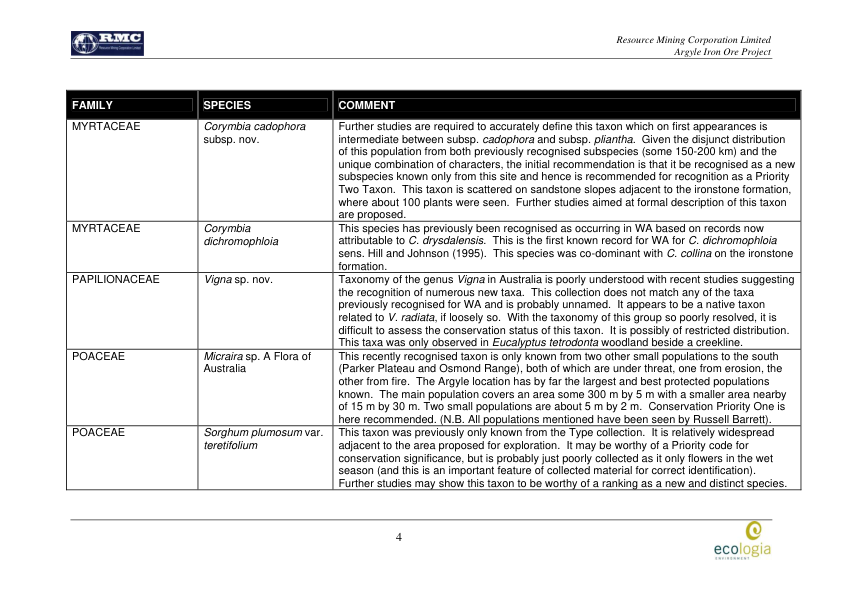 RMC
Resource Mining Corporation Limited
Resource Mining Corporation Limited
Argyle Iron Ore Project
FAMILY SPECIES COMMENT
MYRTACEAE
Corymbia cadophora
subsp. nov.
Further studies are required to accurately define this taxon which on first appearances is
intermediate between subsp. cadophora and subsp. pliantha. Given the disjunct distribution
of this population from both previously recognised subspecies (some 150-200 km) and the
unique combination of characters, the initial recommendation is that it be recognised as a new
subspecies known only from this site and hence is recommended for recognition as a Priority
Two Taxon. This taxon is scattered on sandstone slopes adjacent to the ironstone formation,
where about 100 plants were seen. Further studies aimed at formal description of this taxon
are proposed.
MYRTACEAE
Corymbia
dichromophloia
This species has previously been recognised as occurring in WA based on records now
attributable to C. drysdalensis. This is the first known record for WA for C. dichromophloia
sens. Hill and Johnson (1995). This species was co-dominant with C. collina on the ironstone
formation.
PAPILIONACEAE
Vigna sp. nov.
Taxonomy of the genus Vigna in Australia is poorly understood with recent studies suggesting
the recognition of numerous new taxa. This collection does not match any of the taxa
previously recognised for WA and is probably unnamed. It appears to be a native taxon
related to V. radiata, if loosely so. With the taxonomy of this group so poorly resolved, it is
difficult to assess the conservation status of this taxon. It is possibly of restricted distribution.
This taxa was only observed in Eucalyptus tetrodonta woodland beside a creekline.
POACEAE
Micraira sp. A Flora of
Australia
This recently recognised taxon is only known from two other small populations to the south
(Parker Plateau and Osmond Range), both of which are under threat, one from erosion, the
other from fire. The Argyle location has by far the largest and best protected populations
known. The main population covers an area some 300 m by 5 m with a smaller area nearby
of 15 m by 30 m. Two small populations are about 5 m by 2 m. Conservation Priority One is
here recommended. (N.B. All populations mentioned have been seen by Russell Barrett).
POACEAE
Sorghum plumosum var.
teretifolium
This taxon was previously only known from the Type collection. It is relatively widespread
adjacent to the area proposed for exploration. It may be worthy of a Priority code for
conservation significance, but is probably just poorly collected as it only flowers in the wet
season (and this is an important feature of collected material for correct identification).
Further studies may show this taxon to be worthy of a ranking as a new and distinct species.
4
ecologia
ENVIRONMENT